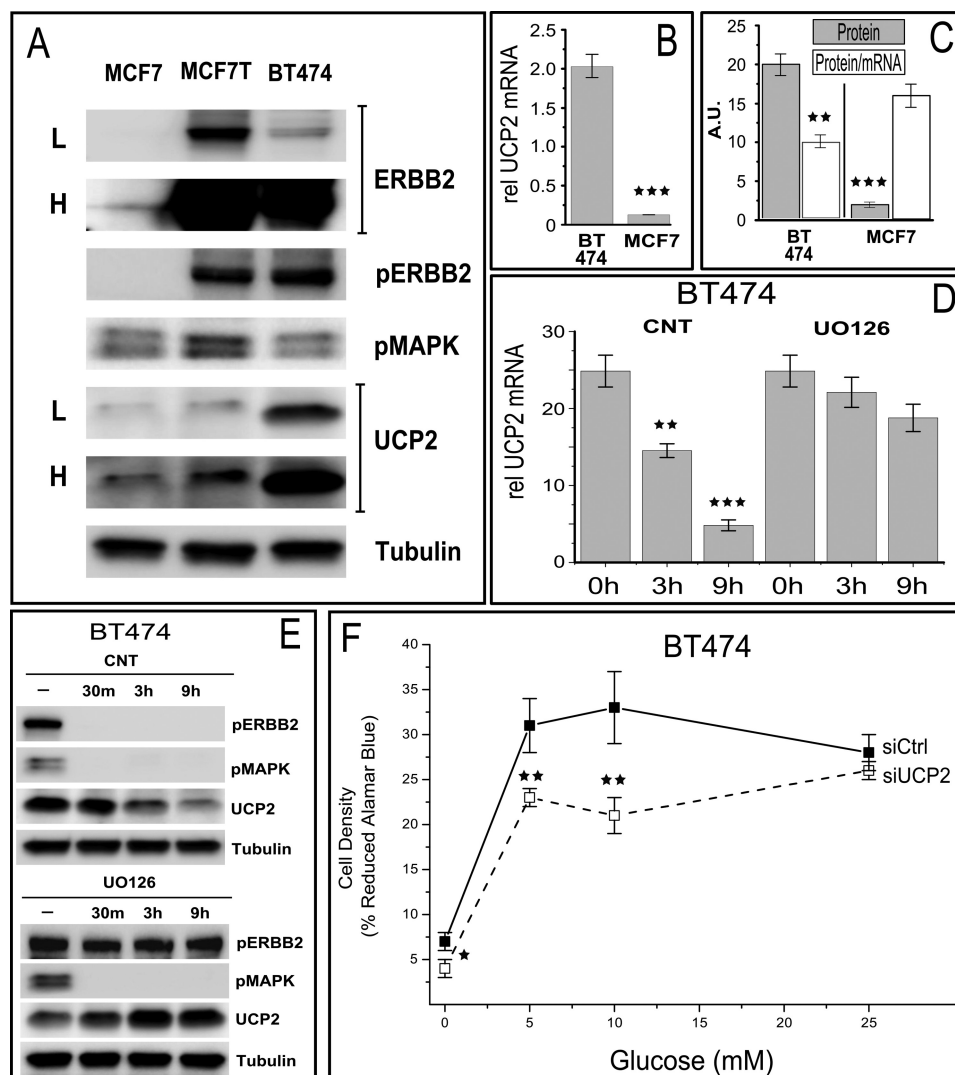 A
MCF7 MCF7T BT474
L
H
ERBB2
pERBB2
pMAPK
L
H
UCP2
Tubulin
B
rel UCP2 mRNA
2.0
1.5
1.0
0.5
0
★★★
BT
474
MCF7
C
Protein
Protein/mRNA
A.U.
25
20
15
10
5
0
★★
★★★
BT
474
MCF7
D
BT474
CNT UO126
rel UCP2 mRNA
30
20
10
0
★★
★★★
0h 3h 9h 0h 3h 9h
E
BT474
CNT
– 30m 3h 9h
pERBB2
pMAPK
UCP2
Tubulin
UO126
– 30m 3h 9h
pERBB2
pMAPK
UCP2
Tubulin
F
BT474
Cell Density
(% Reduced Alamar Blue)
40
35
30
25
20
15
10
5
siCtrl
siUCP2
★★
★★
★
0 5 10 15 20 25
Glucose (mM)